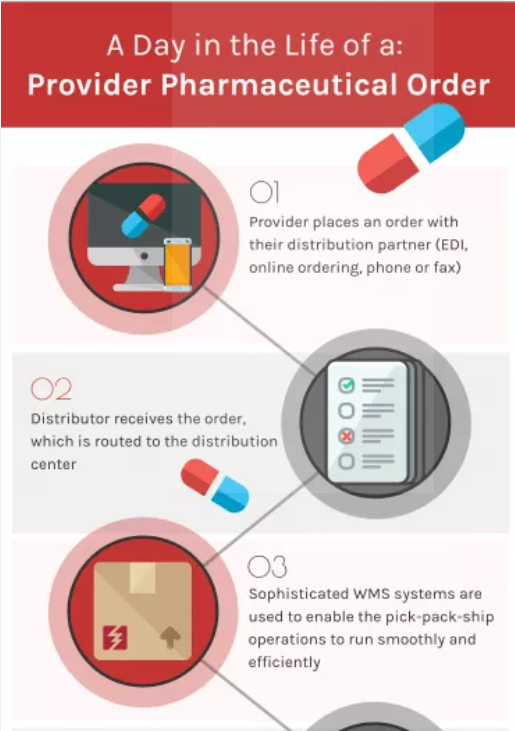 A Day in the Life of a:
Provider Pharmaceutical Order
01
Provider places an order with
their distribution partner (EDI,
online ordering, phone or fax)
02
Distributor receives the order,
which is routed to the distribution
center
03
Sophisticated WMS systems are
used to enable the pick-pack-ship
operations to run smoothly and
efficiently